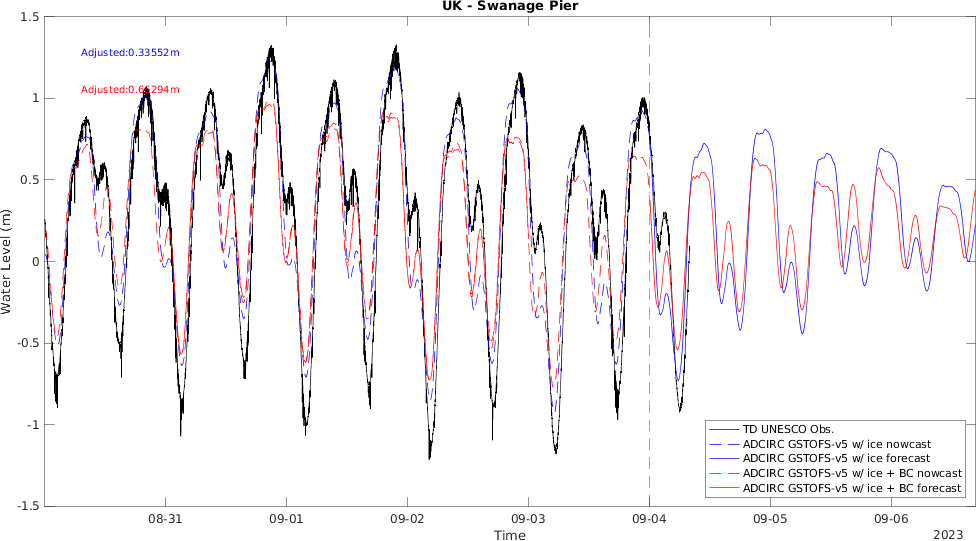 UK - Swanage Pier
1.5
1
0.5
0
-0.5
-1
-1.5
Water Level (m)
Adjusted:0.33552m
Adjusted:0.65294m
08-31
09-01
09-02
09-03
09-04
09-05
09-06
Time
2023
TD UNESCO Obs.
ADCIRC GSTOFS-v5 w/ ice nowcast
ADCIRC GSTOFS-v5 w/ ice forecast
ADCIRC GSTOFS-v5 w/ ice + BC nowcast
ADCIRC GSTOFS-v5 w/ ice + BC forecast